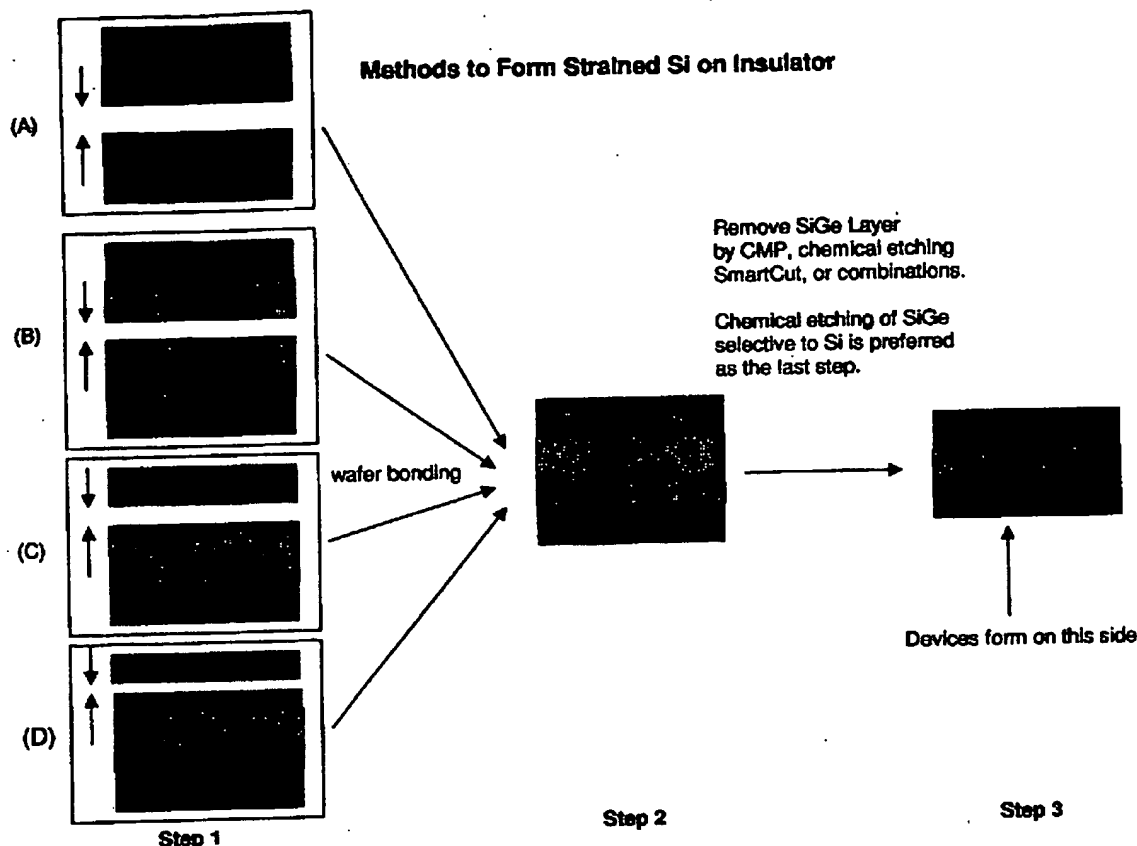 Methods to Form Strained Si on Insulator
(A)
(B)
(C)
(D)
wafer bonding
Remove SiGe Layer
by CMP, chemical etching
SmartCut, or combinations.
Chemical etching of SiGe
selective to Si is preferred
as the last step.
Devices form on this side
Step 1
Step 2
Step 3